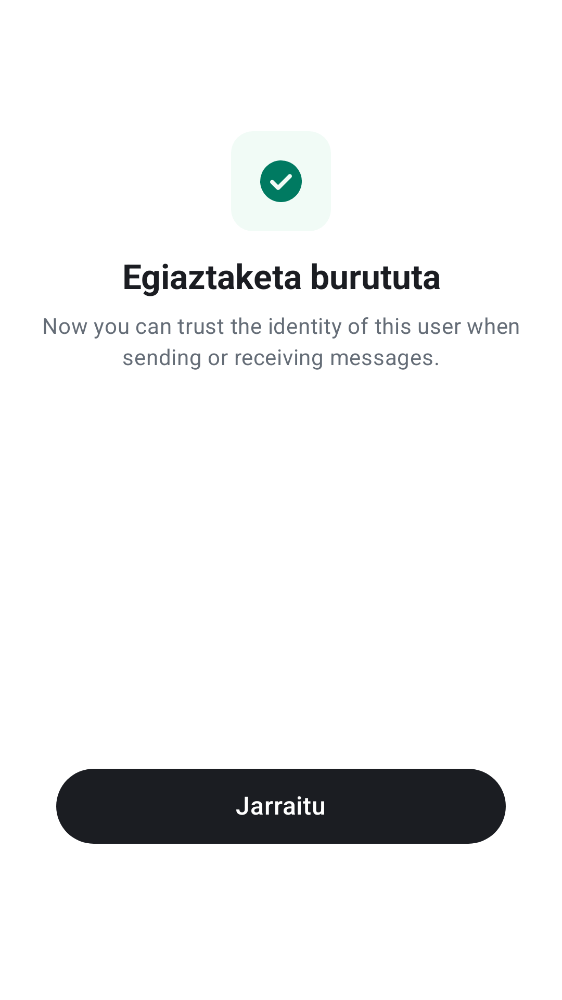 Egiaztaketa burututa
Now you can trust the identity of this user when
sending or receiving messages.
Jarraitu